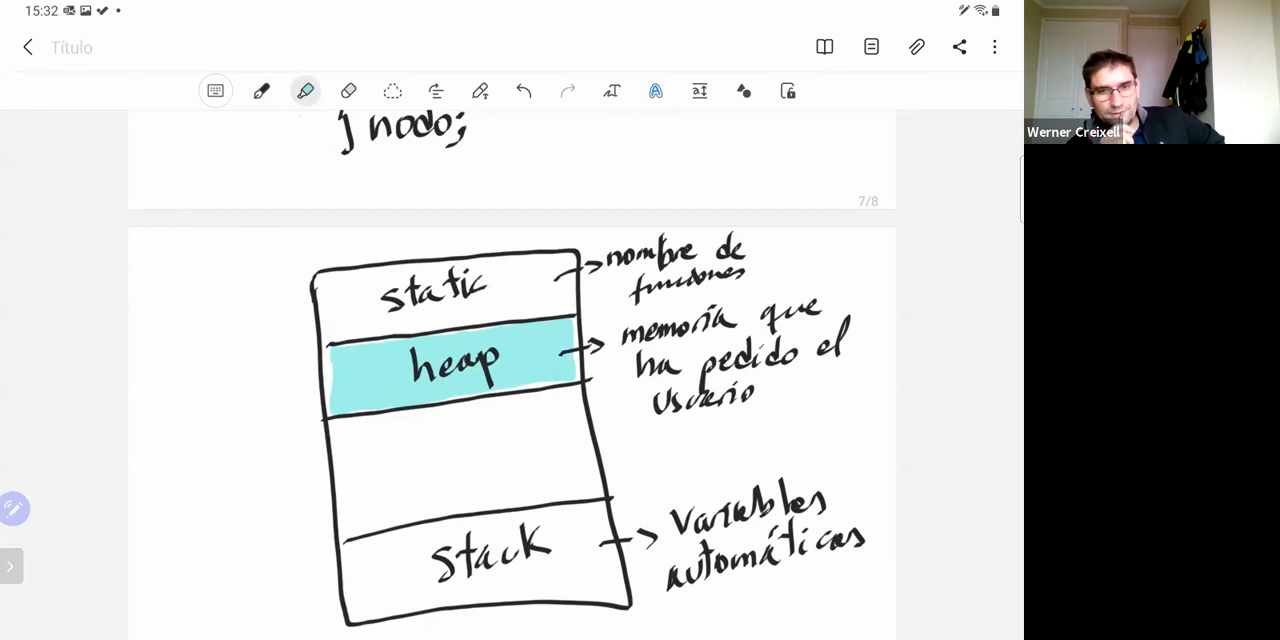 15:32
Título
} nodo;
7/8
static
nombre de
funciones
heap
memoria que
ha pedido el
usuario
stack
variables
automáticas
Werner Creixell